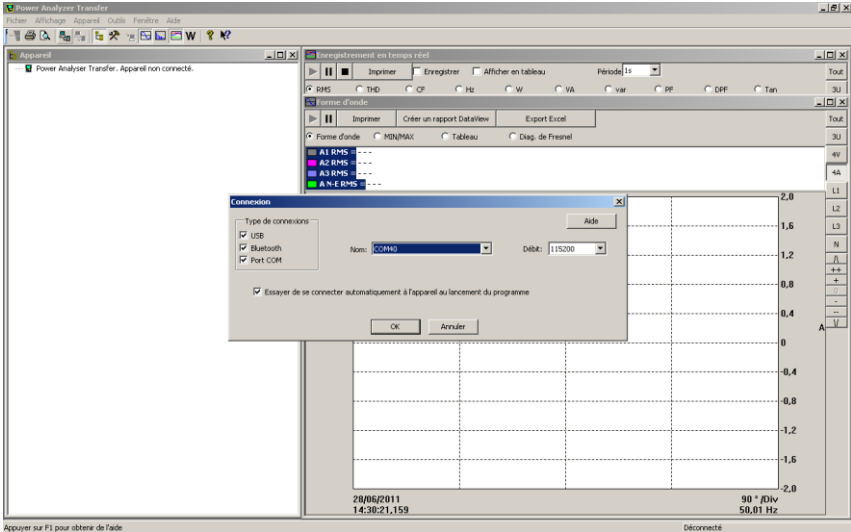 Power Analyzer Transfer
Fichier Affichage Appareil Outils Fenêtre Aide
W ?
Appareil
Power Analyser Transfer. Appareil non connecté.
Enregistrement en temps réel
Imprimer Enregistrer Afficher en tableau Période 1s Tout
RMS THD CF Hz W VA var PF DPF Tan 3U
Forme d'onde
Imprimer Créer un rapport DataView Export Excel Tout
Forme d'onde MIN/MAX Tableau Diag. de Fresnel 3U
A1 RMS = - - -
A2 RMS = - - -
A3 RMS = - - -
A N-E RMS = - - -
4V
4A
L1
L2
L3
N
++
+
0
-
--
Connexion
Type de connexions
USB
Bluetooth
Port COM
Nom: COM40
Débit: 115200
Aide
Essayer de se connecter automatiquement à l'appareil au lancement du programme
OK Annuler
2,0
1,6
1,2
0,8
0,4
A
0
-0,4
-0,8
-1,2
-1,6
-2,0
28/06/2011 90 ° /Div
14:30:21,159 50,01 Hz
Appuyer sur F1 pour obtenir de l'aide Déconnecté